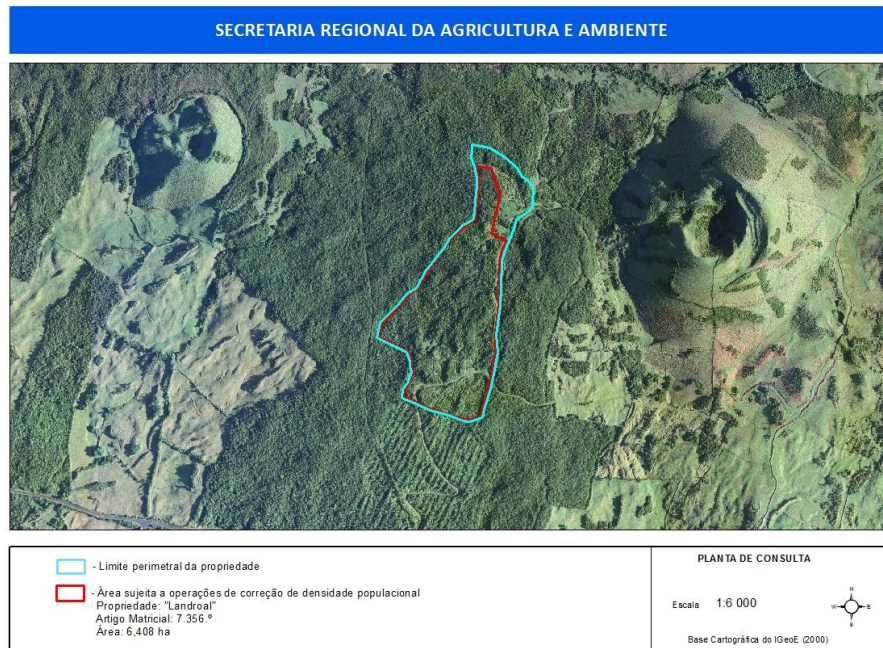 SECRETARIA REGIONAL DA AGRICULTURA E AMBIENTE
- Limite perimetral da propriedade
- Área sujeita a operações de correção de densidade populacional
Propriedade: "Landroal"
Artigo Matricial: 7.356.º
Área: 6,408 ha
PLANTA DE CONSULTA
Escala 1:6 000
N
W E
S
Base Cartográfica do IGeoE (2000)